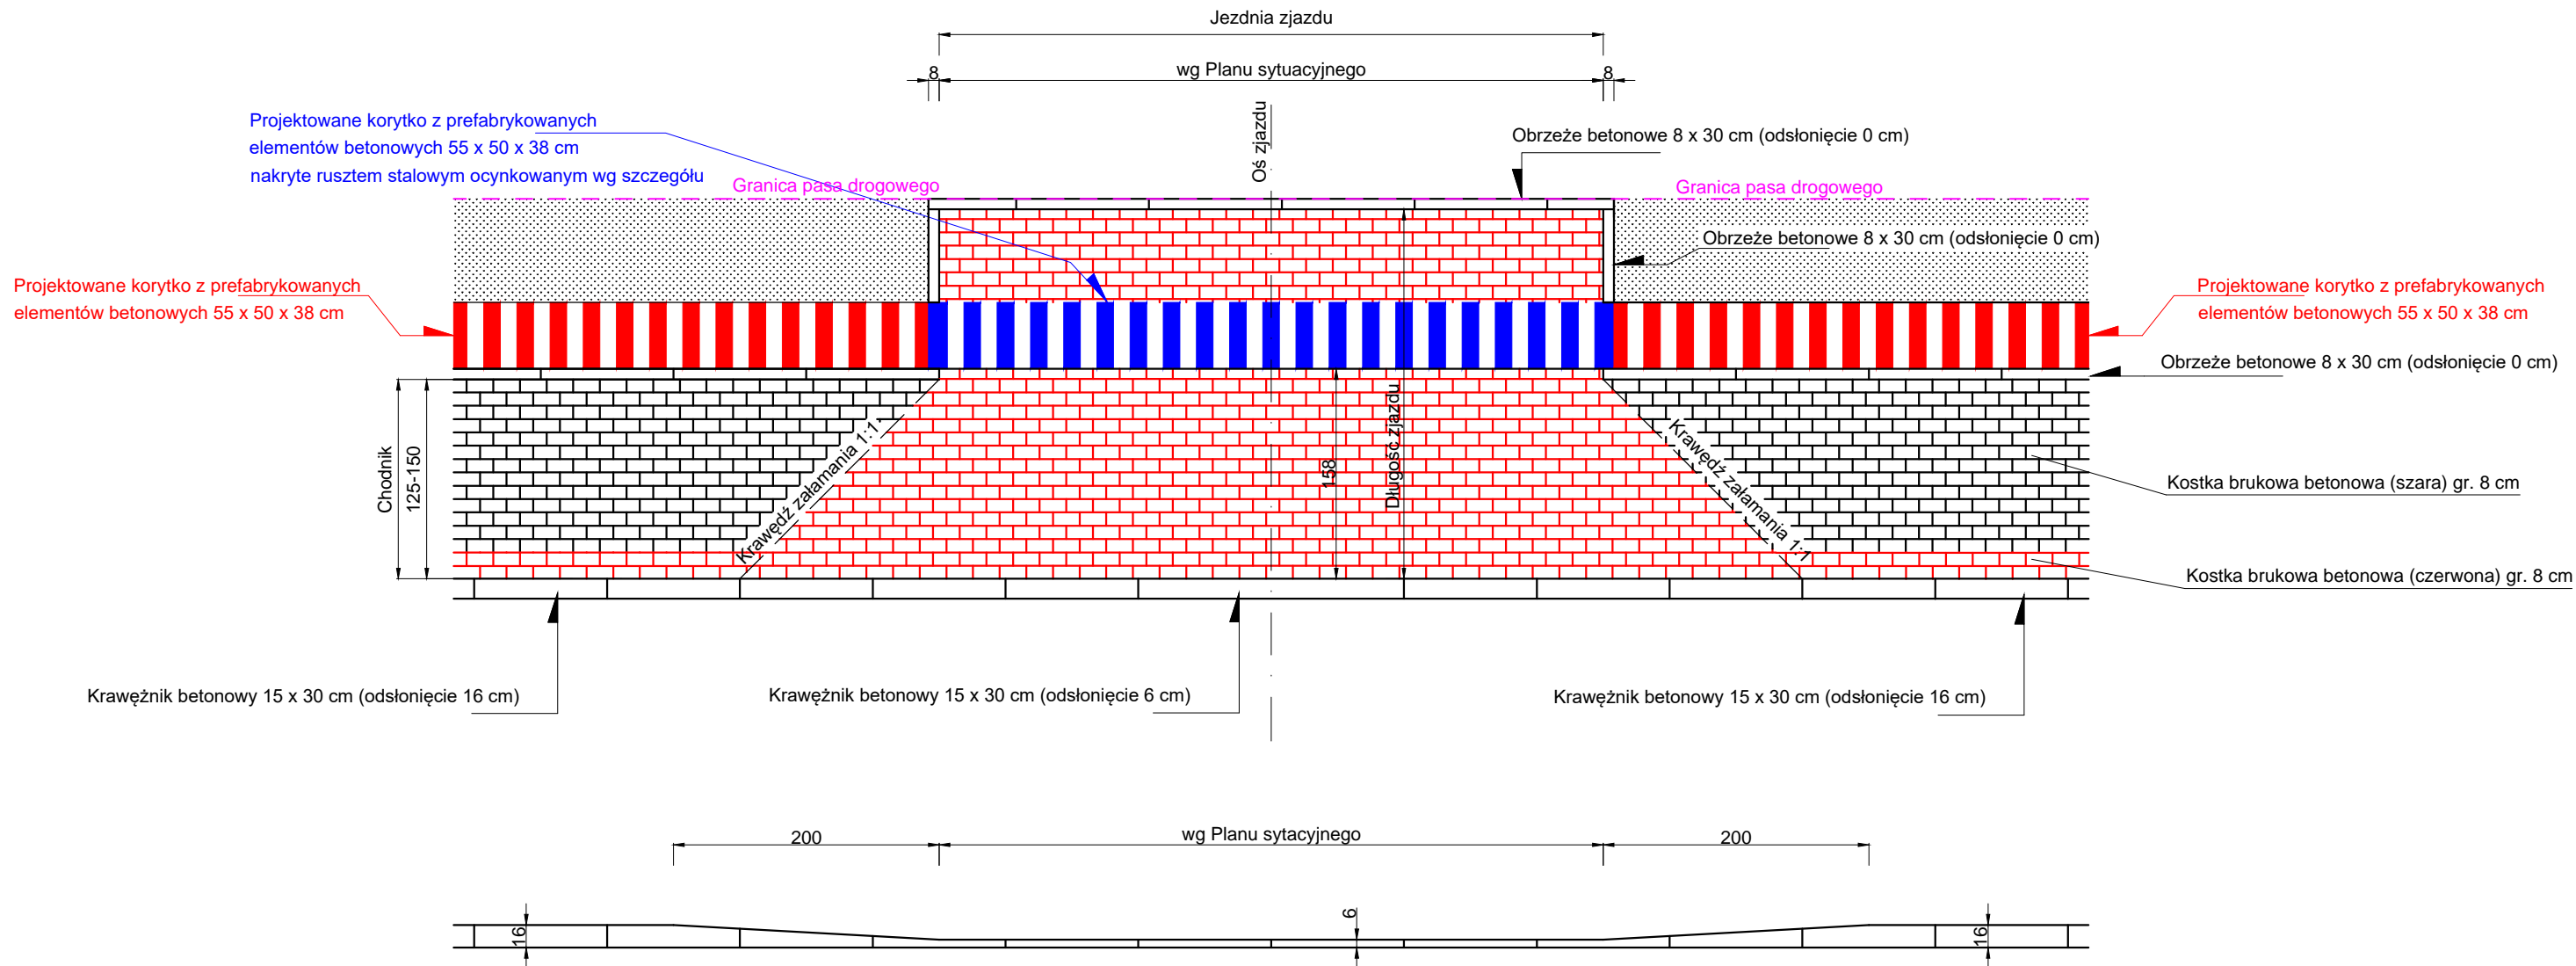 Jezdnia zjazdu
8
wg Planu sytuacyjnego
8
Projektowane korytko z prefabrykowanych
elementów betonowych 55 x 50 x 38 cm
nakryte rusztem stalowym ocynkowanym wg szczegółu
Oś zjazdu
Obrzeże betonowe 8 x 30 cm (odsłonięcie 0 cm)
Granica pasa drogowego
Granica pasa drogowego
Obrzeże betonowe 8 x 30 cm (odsłonięcie 0 cm)
Projektowane korytko z prefabrykowanych
elementów betonowych 55 x 50 x 38 cm
Projektowane korytko z prefabrykowanych
elementów betonowych 55 x 50 x 38 cm
Obrzeże betonowe 8 x 30 cm (odsłonięcie 0 cm)
Chodnik
125-150
Krawędź załamania 1:1
158
Długość zjazdu
Krawędź załamania 1:1
Kostka brukowa betonowa (szara) gr. 8 cm
Kostka brukowa betonowa (czerwona) gr. 8 cm
Krawężnik betonowy 15 x 30 cm (odsłonięcie 16 cm)
Krawężnik betonowy 15 x 30 cm (odsłonięcie 6 cm)
Krawężnik betonowy 15 x 30 cm (odsłonięcie 16 cm)
200
wg Planu sytacyjnego
200
16
6
16